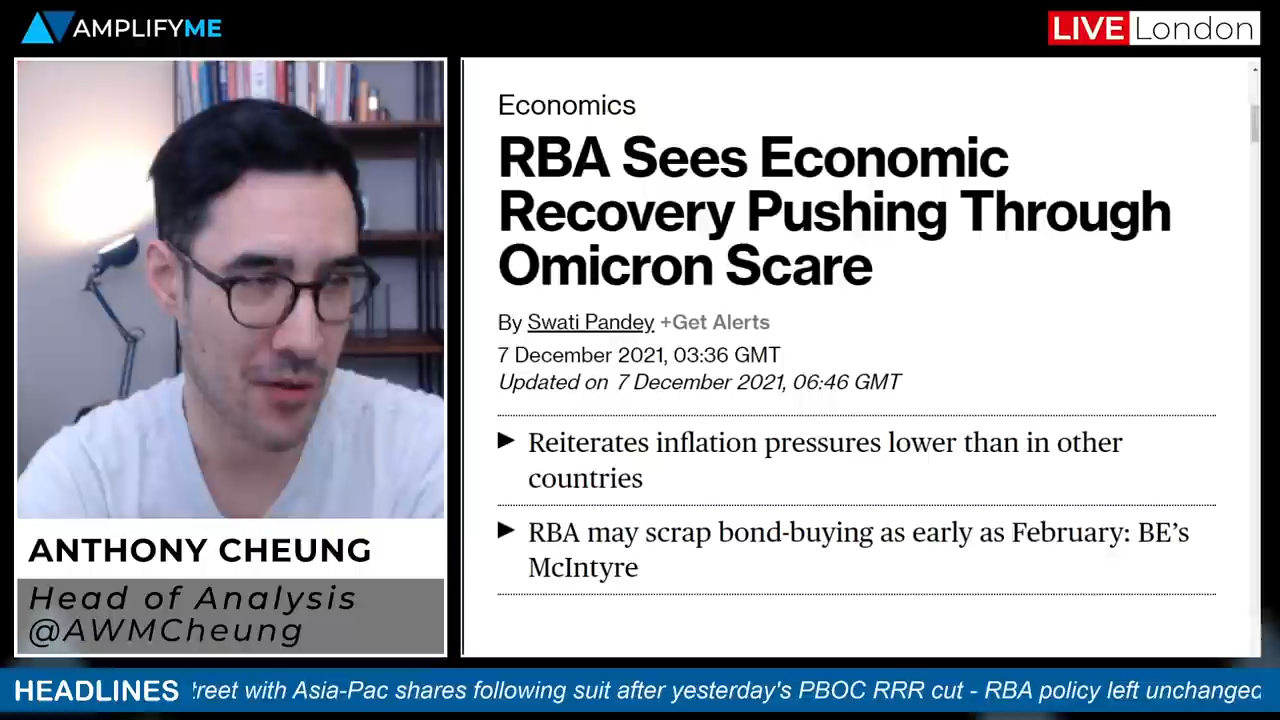 AMPLIFYME
LIVE London
Economics
RBA Sees Economic
Recovery Pushing Through
Omicron Scare
By Swati Pandey +Get Alerts
7 December 2021, 03:36 GMT
Updated on 7 December 2021, 06:46 GMT
Reiterates inflation pressures lower than in other
countries
RBA may scrap bond-buying as early as February: BE’s
McIntyre
ANTHONY CHEUNG
Head of Analysis
@AWMCheung
HEADLINES with Asia-Pac shares following suit after yesterday's PBOC RRR cut - RBA policy left unchanged